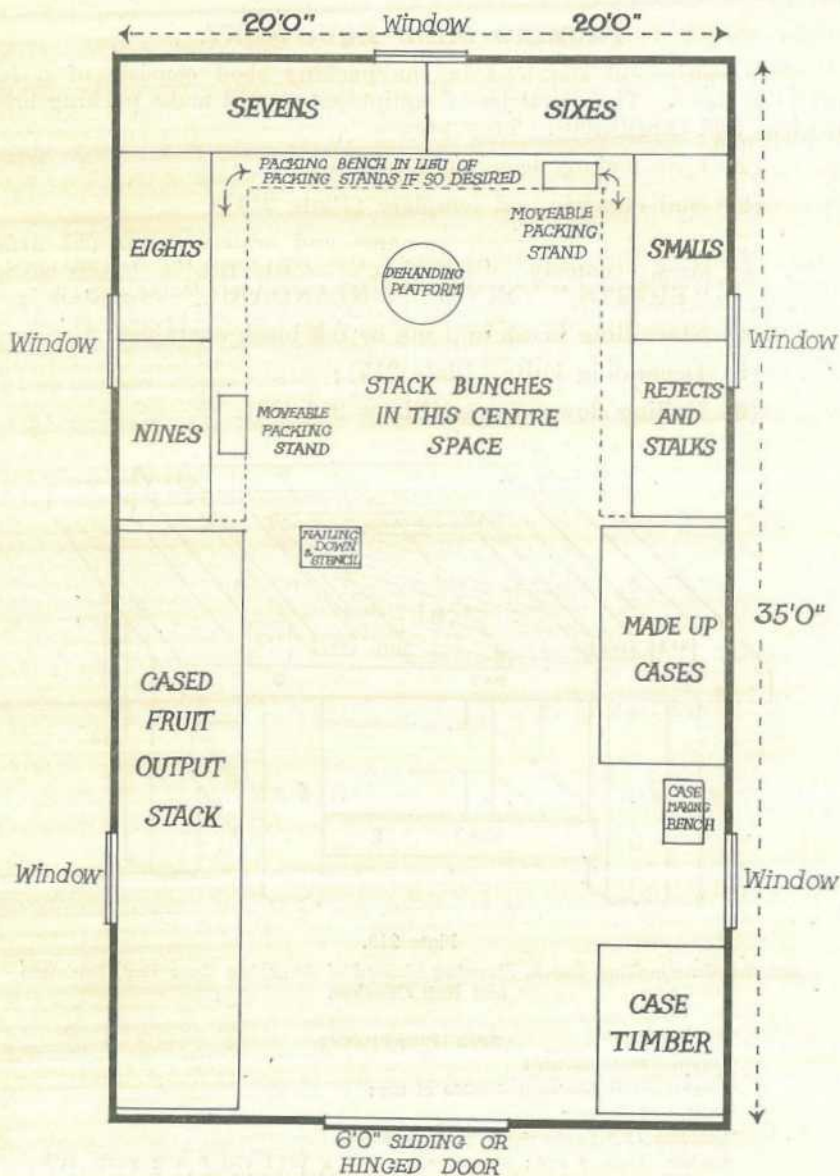 20'0" Window 20'0"
SEVENS SIXES
PACKING BENCH IN LIEU OF
PACKING STANDS IF SO DESIRED
MOVEABLE
PACKING
STAND
EIGHTS
DEHANDING
PLATFORM
SMALLS
Window
Window
STACK BUNCHES
IN THIS CENTRE
SPACE
NINES
MOVEABLE
PACKING
STAND
REJECTS
AND
STALKS
NAILING
DOWN
& STENCIL
35'0"
MADE UP
CASES
CASED
FRUIT
OUTPUT
STACK
CASE
MAKING
BENCH
Window
Window
CASE
TIMBER
6'0" SLIDING OR
HINGED DOOR